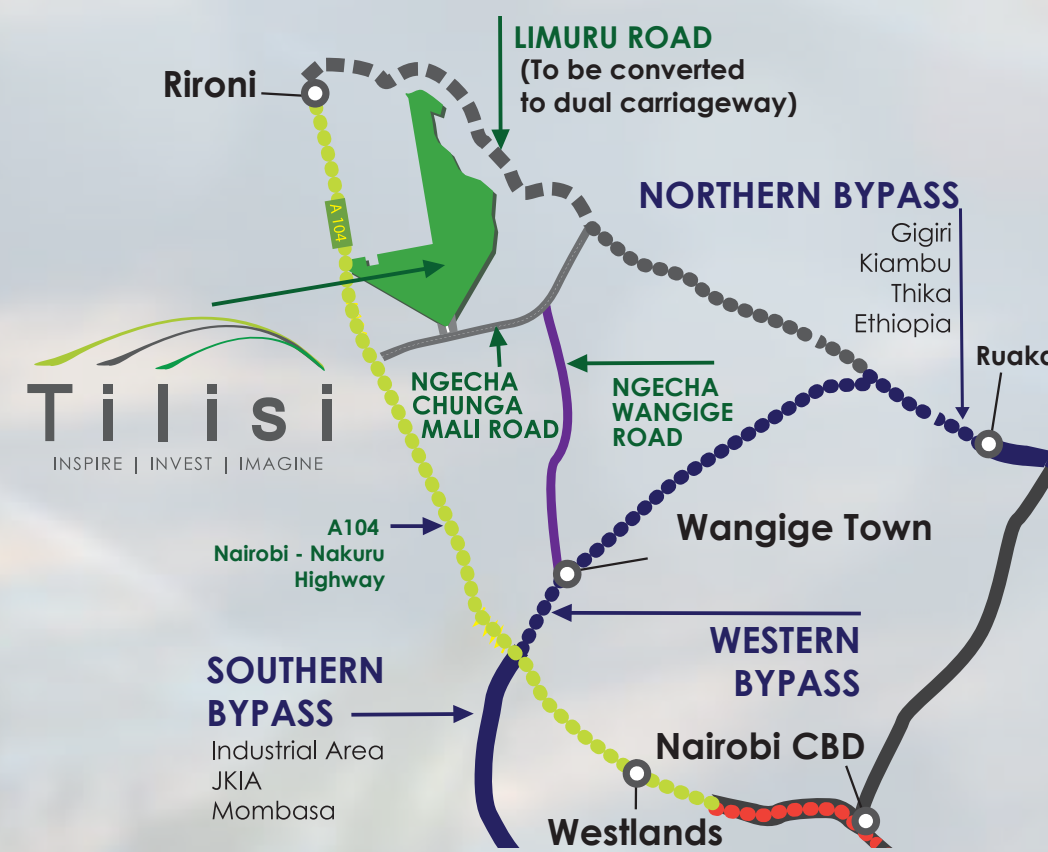 LIMURU ROAD
(To be converted
to dual carriageway)
Rironi
A 104
NORTHERN BYPASS
Gigiri
Kiambu
Thika
Ethiopia
Tilisi
INSPIRE | INVEST | IMAGINE
NGECHA
CHUNGA
MALI ROAD
NGECHA
WANGIGE
ROAD
Ruaka
A104
Nairobi - Nakuru
Highway
Wangige Town
WESTERN
BYPASS
SOUTHERN
BYPASS
Industrial Area
JKIA
Mombasa
Nairobi CBD
Westlands